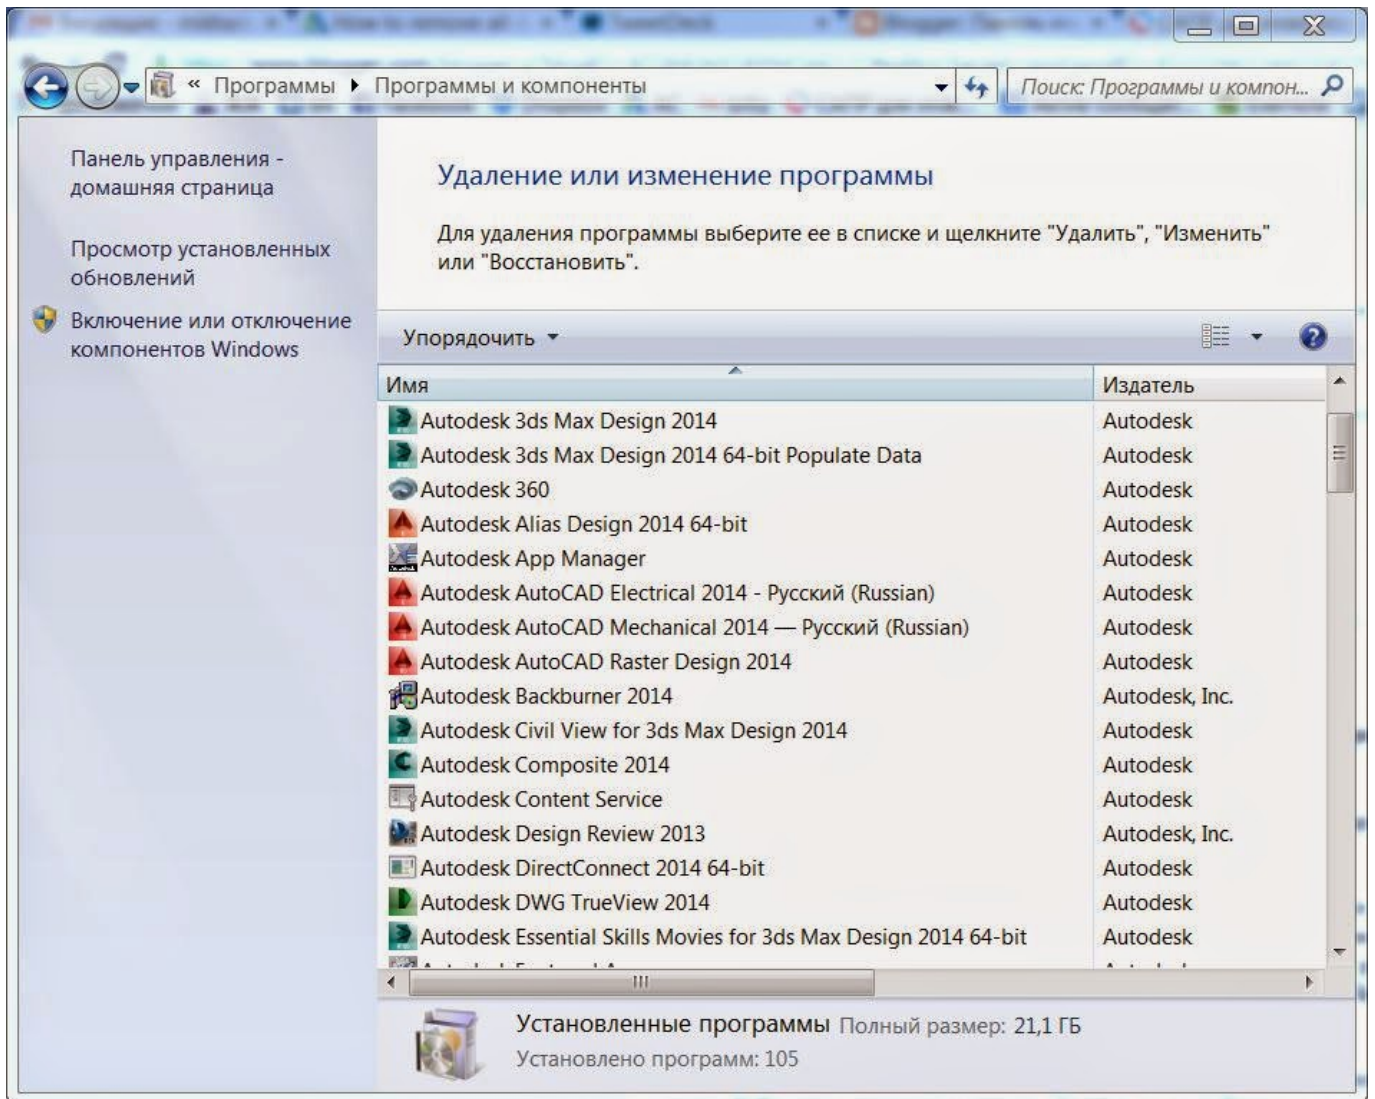 How to remove all
TweetDeck
« Программы ▸ Программы и компоненты
Поиск: Программы и компон...
Панель управления -
домашняя страница
Просмотр установленных
обновлений
Включение или отключение
компонентов Windows
Удаление или изменение программы
Для удаления программы выберите ее в списке и щелкните "Удалить", "Изменить"
или "Восстановить".
Упорядочить
Имя Издатель
Autodesk 3ds Max Design 2014 Autodesk
Autodesk 3ds Max Design 2014 64-bit Populate Data Autodesk
Autodesk 360 Autodesk
Autodesk Alias Design 2014 64-bit Autodesk
Autodesk App Manager Autodesk
Autodesk AutoCAD Electrical 2014 - Русский (Russian) Autodesk
Autodesk AutoCAD Mechanical 2014 — Русский (Russian) Autodesk
Autodesk AutoCAD Raster Design 2014 Autodesk
Autodesk Backburner 2014 Autodesk, Inc.
Autodesk Civil View for 3ds Max Design 2014 Autodesk
Autodesk Composite 2014 Autodesk
Autodesk Content Service Autodesk
Autodesk Design Review 2013 Autodesk, Inc.
Autodesk DirectConnect 2014 64-bit Autodesk
Autodesk DWG TrueView 2014 Autodesk
Autodesk Essential Skills Movies for 3ds Max Design 2014 64-bit Autodesk
Установленные программы Полный размер: 21,1 ГБ
Установлено программ: 105